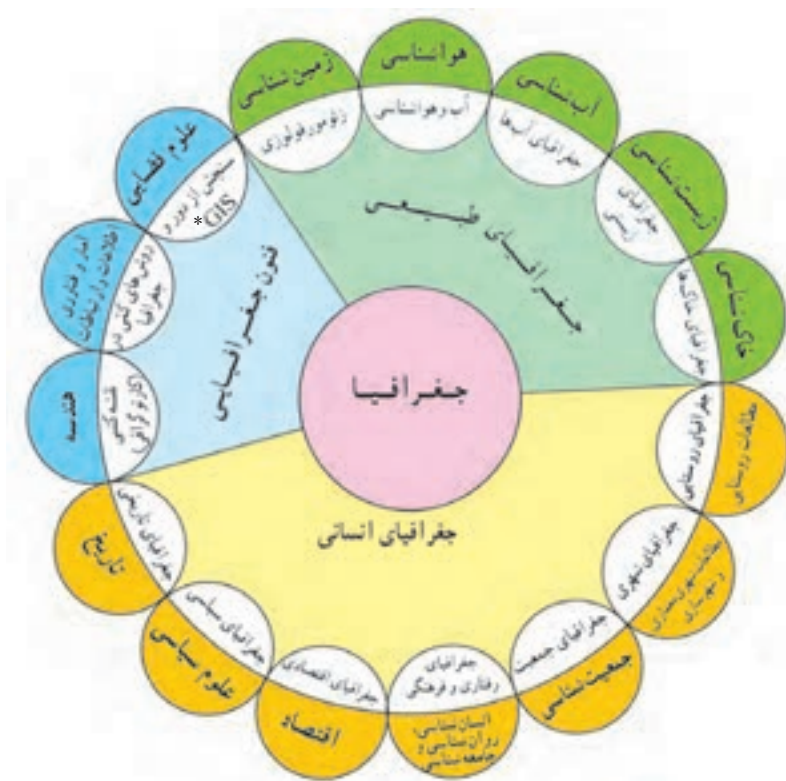 جغرافیا
جغرافیای طبیعی
زمین شناسی
ژئومورفولوژی
هواشناسی
آب و هواشناسی
آب شناسی
جغرافیای آب ها
زیست شناسی
جغرافیای
زیستی
خاک شناسی
جغرافیای خاک ها
جغرافیای انسانی
مطالعات روستایی
جغرافیای روستایی
مطالعات شهری معماری
و شهرسازی
جغرافیای شهری
جمعیت شناسی
جغرافیای جمعیت
انسان شناسی،
روان شناسی و
جامعه شناسی
جغرافیای
رفتاری و فرهنگی
اقتصاد
جغرافیای اقتصادی
علوم سیاسی
جغرافیای سیاسی
تاریخ
جغرافیای تاریخی
فنون جغرافیایی
هندسه
نقشه کشی
(کارتوگرافی)
آمار و فناوری
اطلاعات و ارتباطات
روش های کمّی در
جغرافیا
علوم فضایی
سنجش از دور و
GIS*